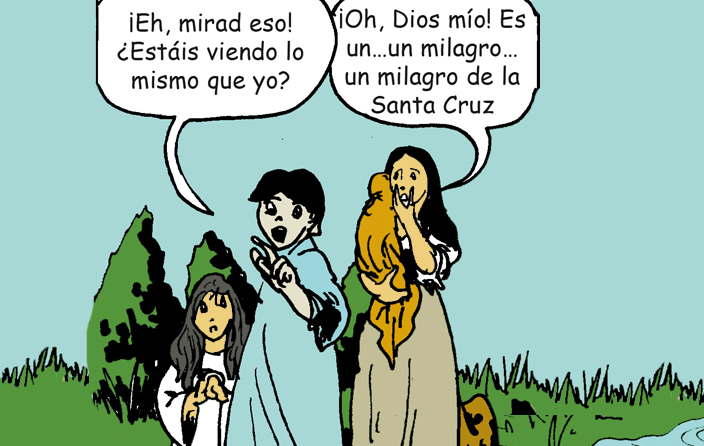 ¡Eh, mirad eso!
¿Estáis viendo lo
mismo que yo?
¡Oh, Dios mío! Es
un...un milagro...
un milagro de la
Santa Cruz